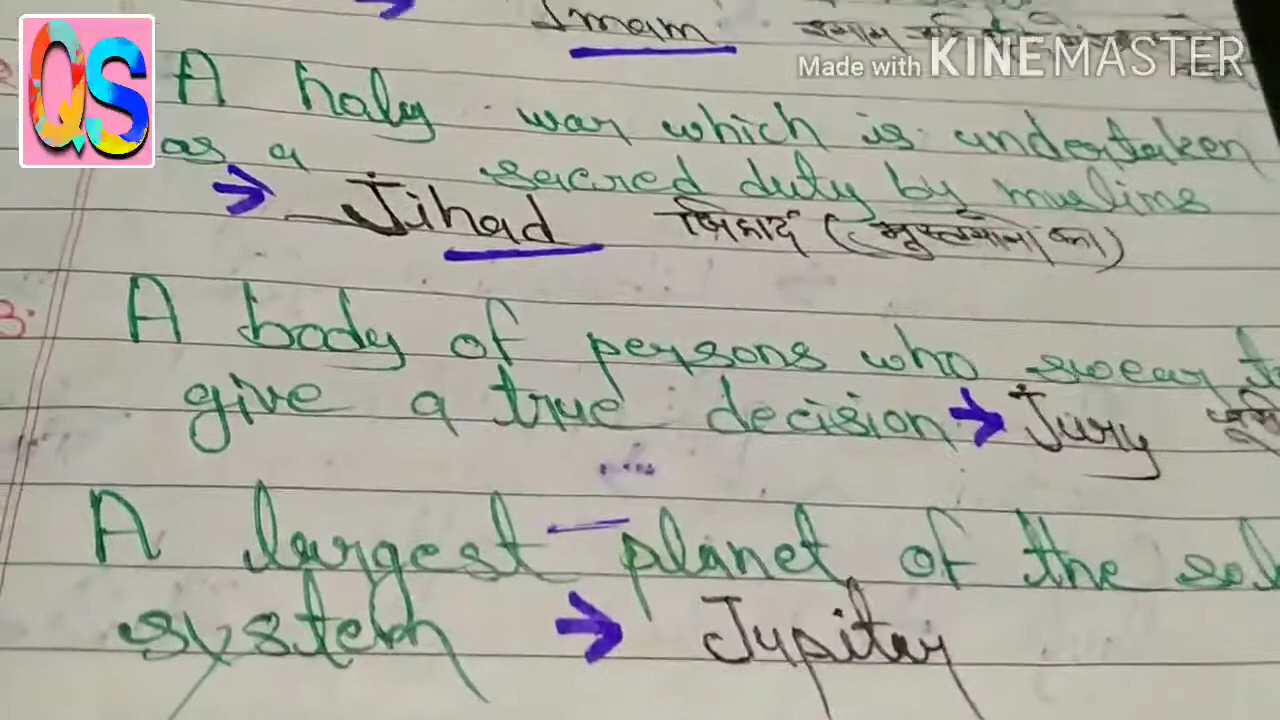 Imam
QS
Made with KINEMASTER
A holy war which is undertaken
as a sacred duty by muslims
→ Jihad जिहाद (मुसलमानों का)
3.
A body of persons who swear to
give a true decision → Jury
A largest planet of the sol
system → Jupiter